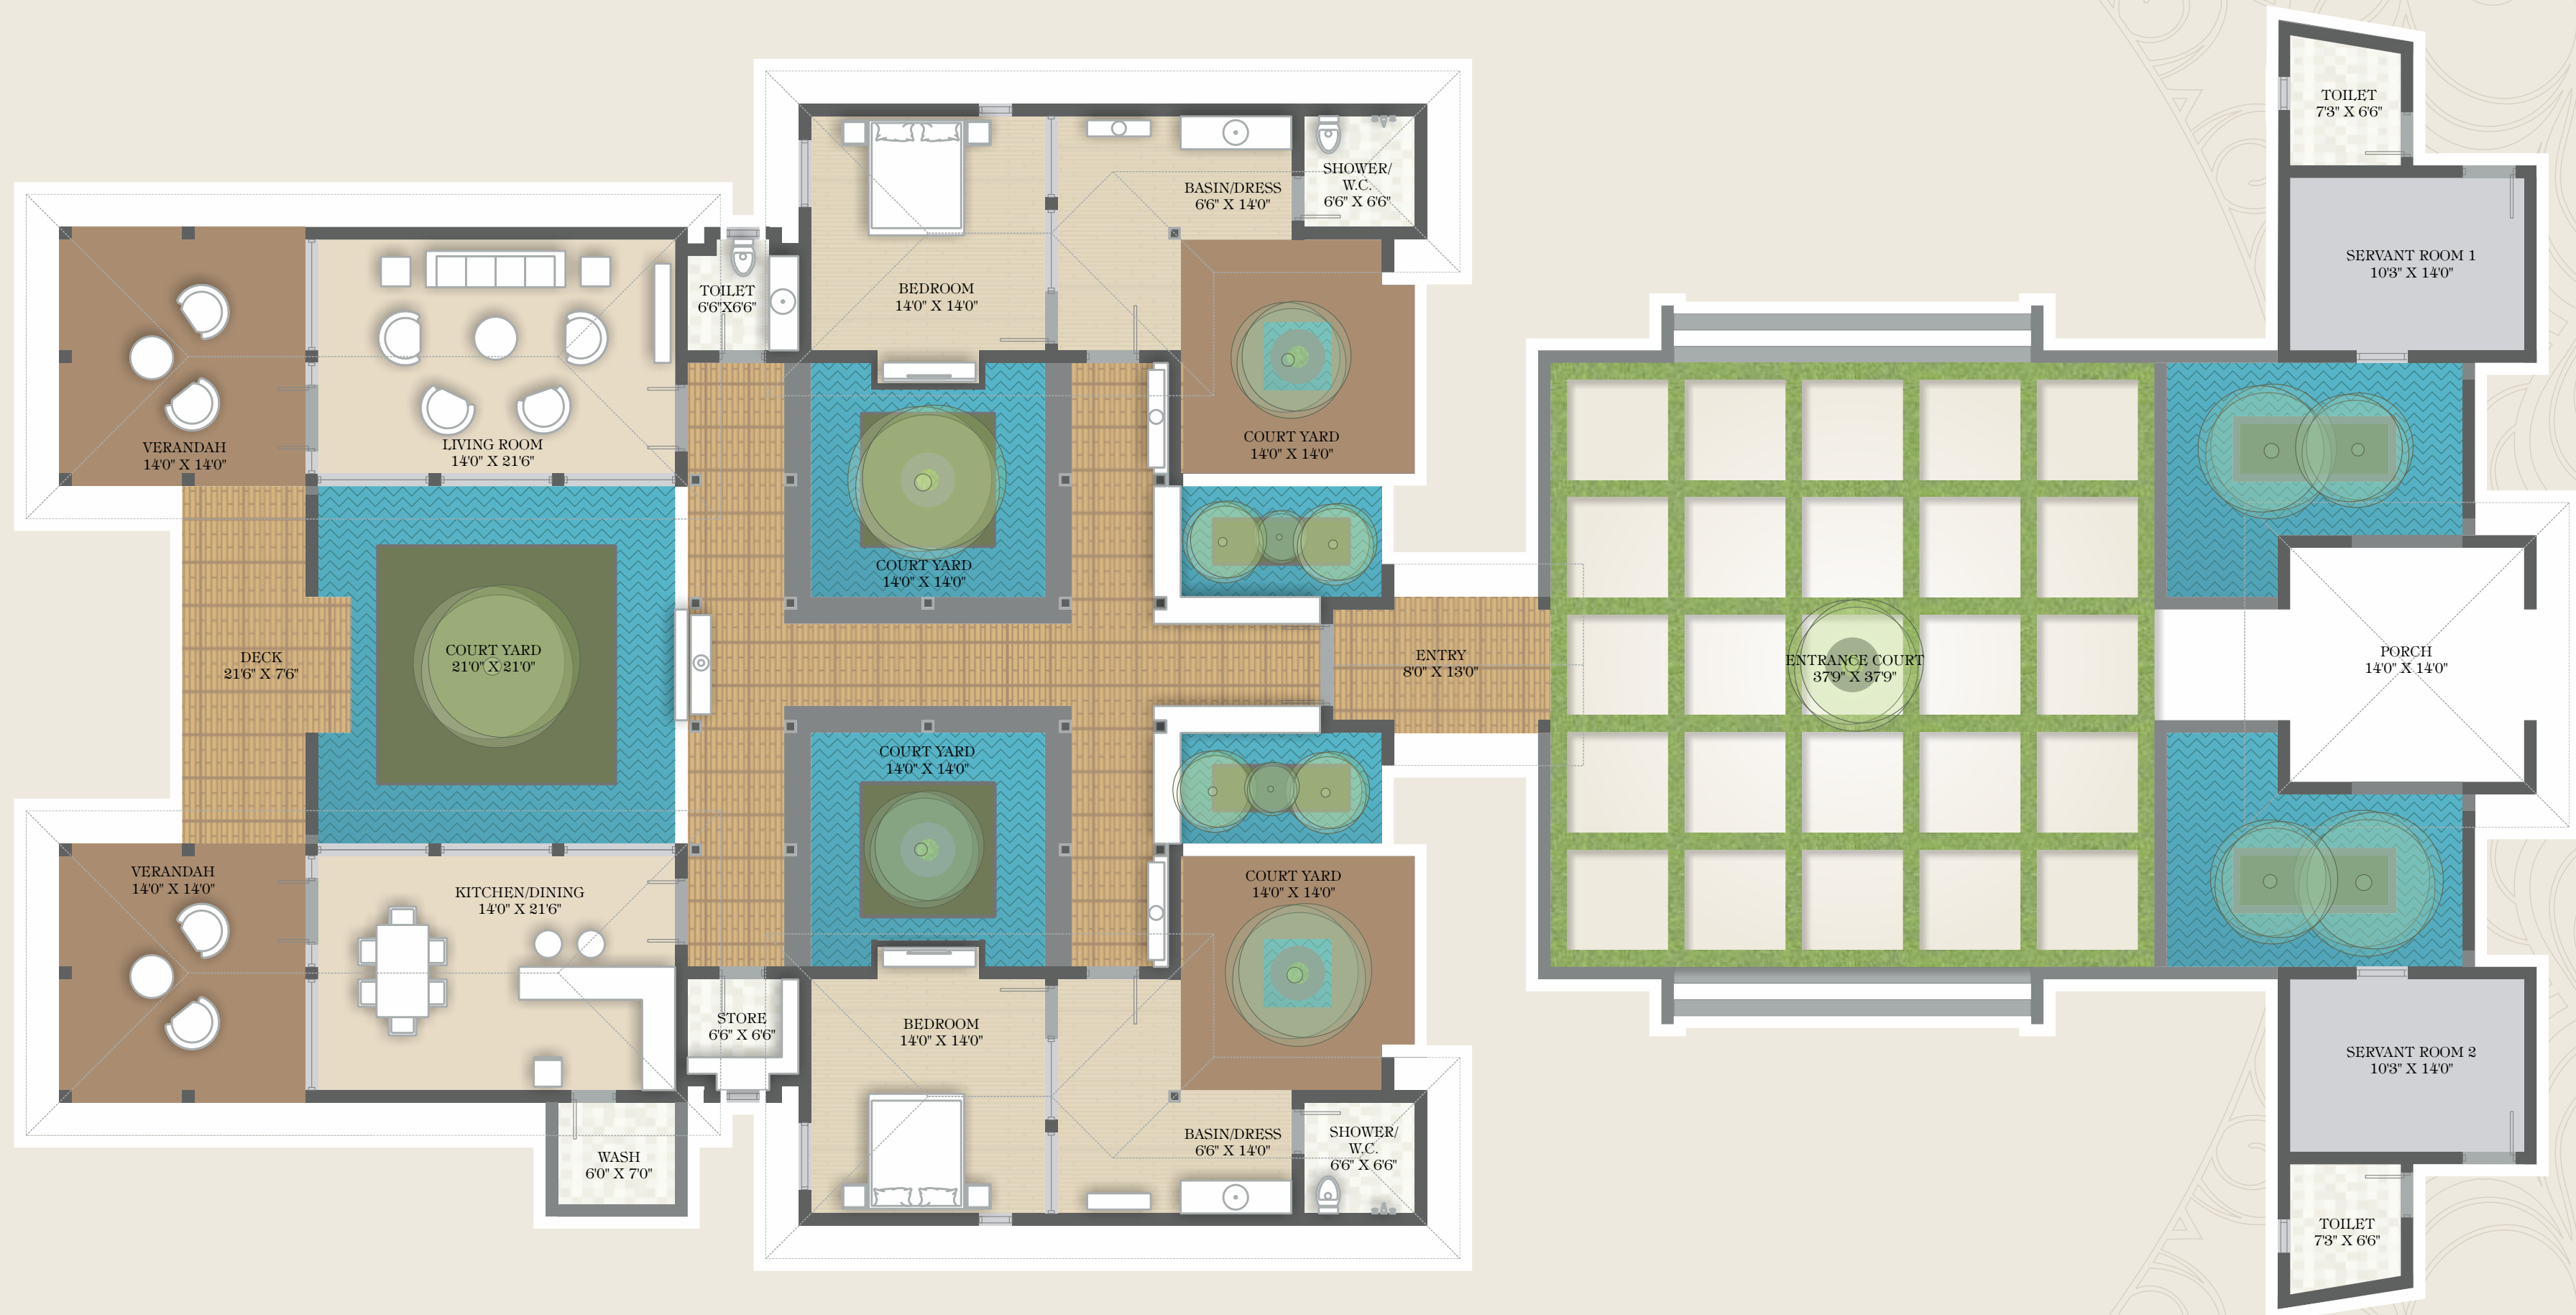 TOILET
7'3" X 6'6"
SHOWER/
W.C.
6'6" X 6'6"
BASIN/DRESS
6'6" X 14'0"
SERVANT ROOM 1
10'3" X 14'0"
TOILET
6'6"X6'6"
BEDROOM
14'0" X 14'0"
COURT YARD
14'0" X 14'0"
LIVING ROOM
14'0" X 21'6"
VERANDAH
14'0" X 14'0"
COURT YARD
14'0" X 14'0"
COURT YARD
21'0" X 21'0"
DECK
21'6" X 7'6"
ENTRY
8'0" X 13'0"
ENTRANCE COURT
37'9" X 37'9"
PORCH
14'0" X 14'0"
COURT YARD
14'0" X 14'0"
VERANDAH
14'0" X 14'0"
KITCHEN/DINING
14'0" X 21'6"
COURT YARD
14'0" X 14'0"
STORE
6'6" X 6'6"
BEDROOM
14'0" X 14'0"
SERVANT ROOM 2
10'3" X 14'0"
BASIN/DRESS
6'6" X 14'0"
SHOWER/
W.C.
6'6" X 6'6"
WASH
6'0" X 7'0"
TOILET
7'3" X 6'6"